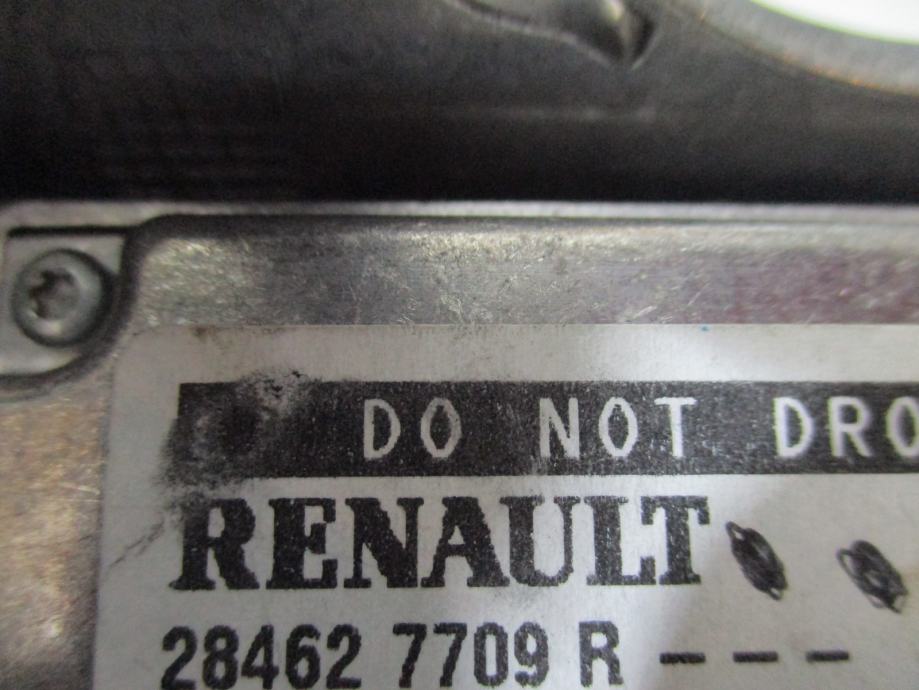 DO NOT DRO
RENAULT
28462 7709 R ---